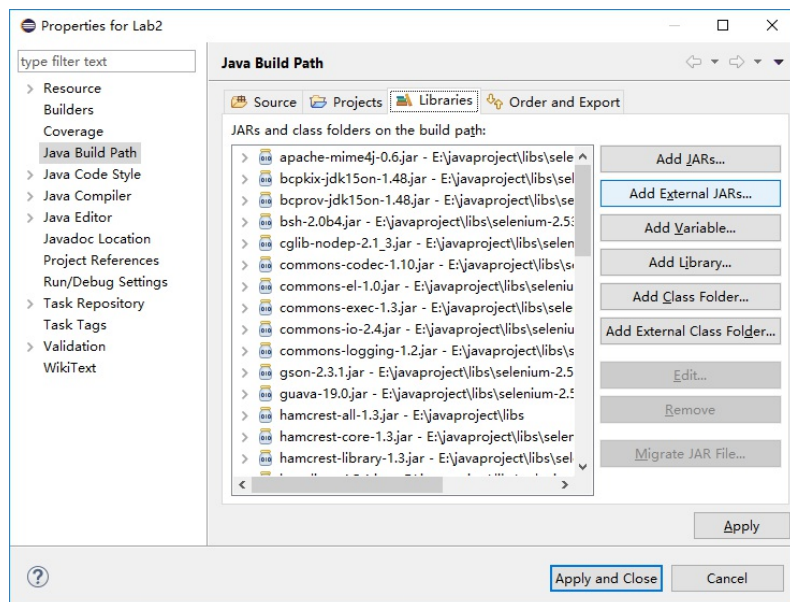 Properties for Lab2
type filter text
Resource
Builders
Coverage
Java Build Path
Java Code Style
Java Compiler
Java Editor
Javadoc Location
Project References
Run/Debug Settings
Task Repository
Task Tags
Validation
WikiText
Java Build Path
Source Projects Libraries Order and Export
JARs and class folders on the build path:
apache-mime4j-0.6.jar - E:\javaproject\libs\sele
bcpkix-jdk15on-1.48.jar - E:\javaproject\libs\sel
bcprov-jdk15on-1.48.jar - E:\javaproject\libs\sel
bsh-2.0b4.jar - E:\javaproject\libs\selenium-2.53
cglib-nodep-2.1_3.jar - E:\javaproject\libs\selen
commons-codec-1.10.jar - E:\javaproject\libs\se
commons-el-1.0.jar - E:\javaproject\libs\seleniu
commons-exec-1.3.jar - E:\javaproject\libs\sele
commons-io-2.4.jar - E:\javaproject\libs\seleniu
commons-logging-1.2.jar - E:\javaproject\libs\s
gson-2.3.1.jar - E:\javaproject\libs\selenium-2.5
guava-19.0.jar - E:\javaproject\libs\selenium-2.5
hamcrest-all-1.3.jar - E:\javaproject\libs
hamcrest-core-1.3.jar - E:\javaproject\libs\seler
hamcrest-library-1.3.jar - E:\javaproject\libs\sel
Add JARs...
Add External JARs...
Add Variable...
Add Library...
Add Class Folder...
Add External Class Folder...
Edit...
Remove
Migrate JAR File...
Apply
Apply and Close
Cancel